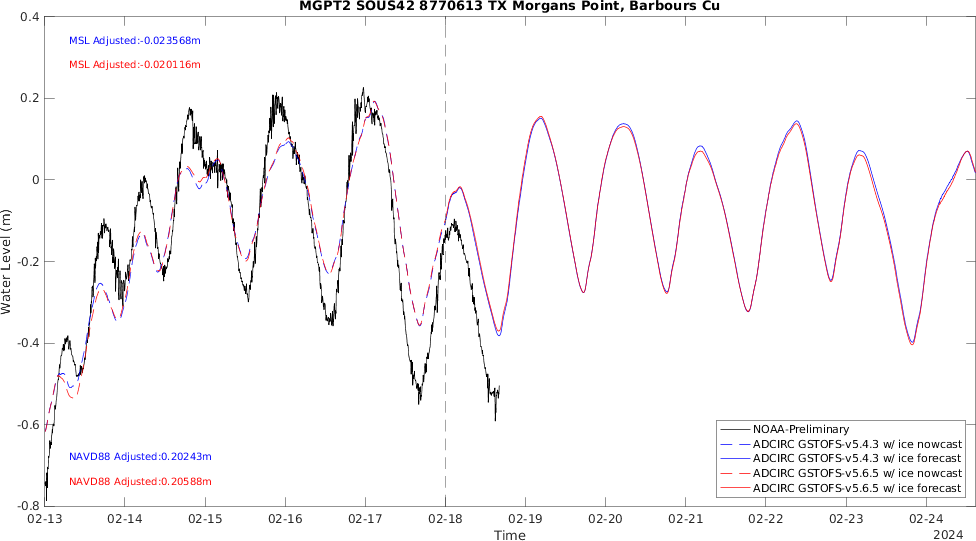 MGPT2 SOUS42 8770613 TX Morgans Point, Barbours Cu
0.4
MSL Adjusted:-0.023568m
MSL Adjusted:-0.020116m
0.2
0
-0.2
-0.4
-0.6
-0.8
Water Level (m)
NAVD88 Adjusted:0.20243m
NAVD88 Adjusted:0.20588m
NOAA-Preliminary
ADCIRC GSTOFS-v5.4.3 w/ ice nowcast
ADCIRC GSTOFS-v5.4.3 w/ ice forecast
ADCIRC GSTOFS-v5.6.5 w/ ice nowcast
ADCIRC GSTOFS-v5.6.5 w/ ice forecast
02-13 02-14 02-15 02-16 02-17 02-18 02-19 02-20 02-21 02-22 02-23 02-24
Time
2024